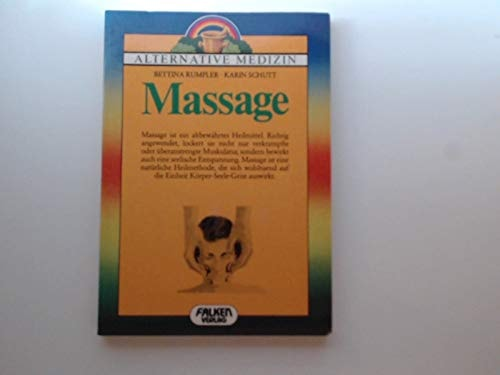 ALTERNATIVE MEDIZIN
BETTINA RUMPLER · KARIN SCHUTT
Massage
Massage ist ein altbewährtes Heilmittel. Richtig
angewendet, lockert sie nicht nur verkrampfte
oder überanstrengte Muskulatur, sondern bewirkt
auch eine seelische Entspannung. Massage ist eine
natürliche Heilmethode, die sich wohltuend auf
die Einheit Körper-Seele-Geist auswirkt.
FALKEN
VERLAG